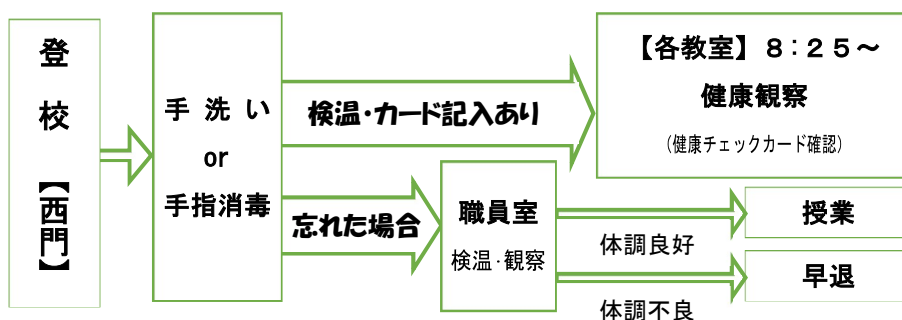 登校【西門】
手洗い
or
手指消毒
検温・カード記入あり
【各教室】８：２５～
健康観察
（健康チェックカード確認）
忘れた場合
職員室
検温・観察
体調良好
授業
体調不良
早退